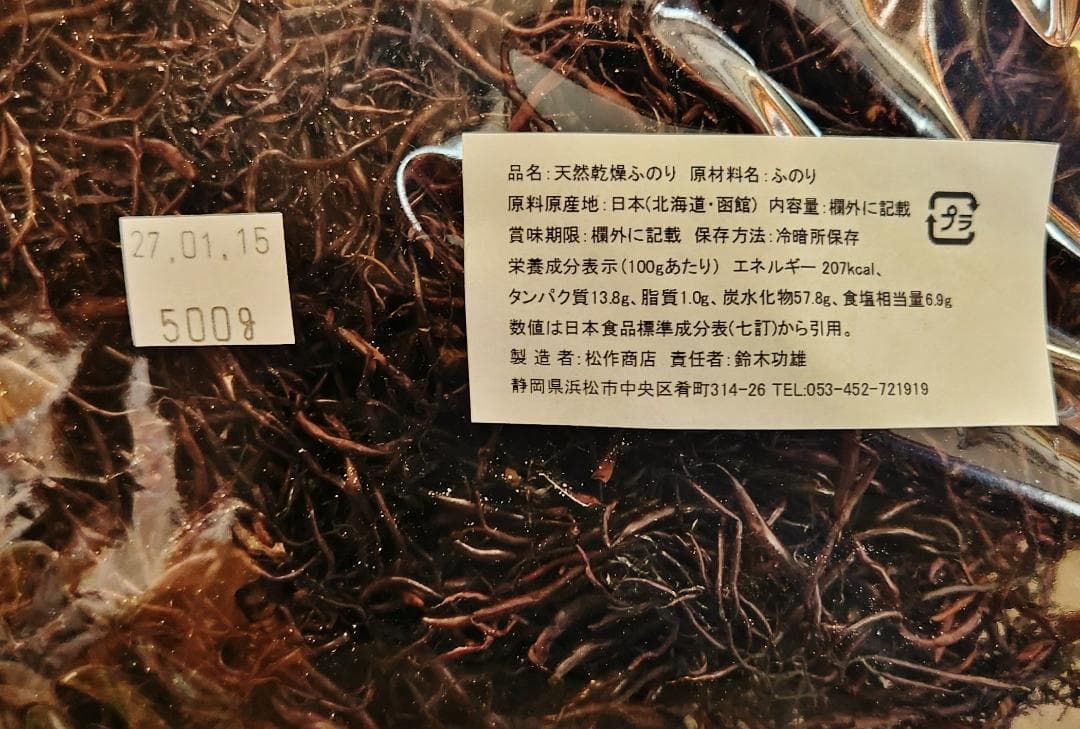 27.01.15
500g
品名:天然乾燥ふのり 原材料名:ふのり
原料原産地:日本(北海道・函館) 内容量:欄外に記載
プラ
賞味期限:欄外に記載 保存方法:冷暗所保存
栄養成分表示(100gあたり) エネルギー 207kcal、
タンパク質13.8g、脂質1.0g、炭水化物57.8g、食塩相当量6.9g
数値は日本食品標準成分表(七訂)から引用。
製造者:松作商店 責任者:鈴木功雄
静岡県浜松市中央区肴町314-26 TEL:053-452-721919